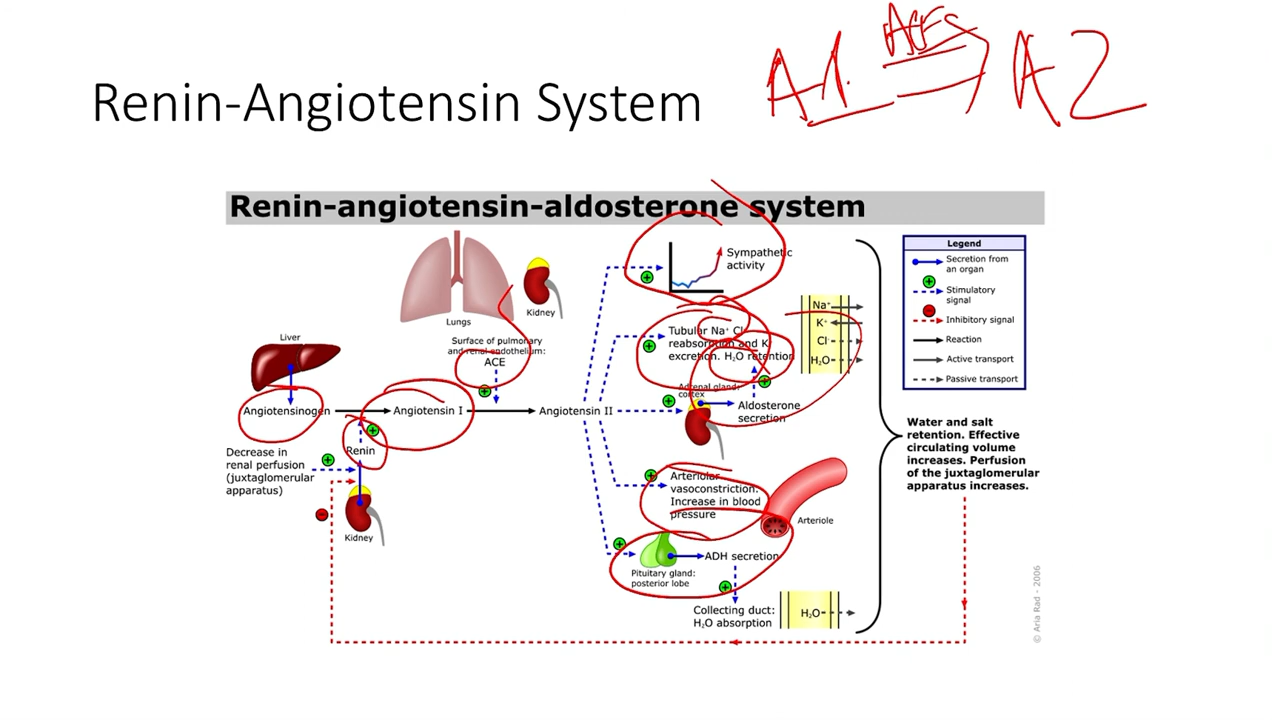 A1. ACEs A2
Renin-Angiotensin System
Renin-angiotensin-aldosterone system
Lungs
Kidney
Liver
Surface of pulmonary
and renal endothelium:
ACE
Angiotensinogen
Angiotensin I
Angiotensin II
Renin
Decrease in
renal perfusion
(juxtaglomerular
apparatus)
Kidney
Sympathetic
activity
Tubular Na⁺ Cl⁻
reabsorption and K⁺
excretion. H₂O retention
Adrenal gland:
cortex
Aldosterone
secretion
Arteriolar
vasoconstriction.
Increase in blood
pressure
Arteriole
ADH secretion
Pituitary gland:
posterior lobe
Collecting duct:
H₂O absorption
Na⁺
K⁺
Cl⁻
H₂O
H₂O
Legend
Secretion from
an organ
Stimulatory
signal
Inhibitory signal
Reaction
Active transport
Passive transport
Water and salt
retention. Effective
circulating volume
increases. Perfusion
of the juxtaglomerular
apparatus increases.
© Aria Rad - 2006